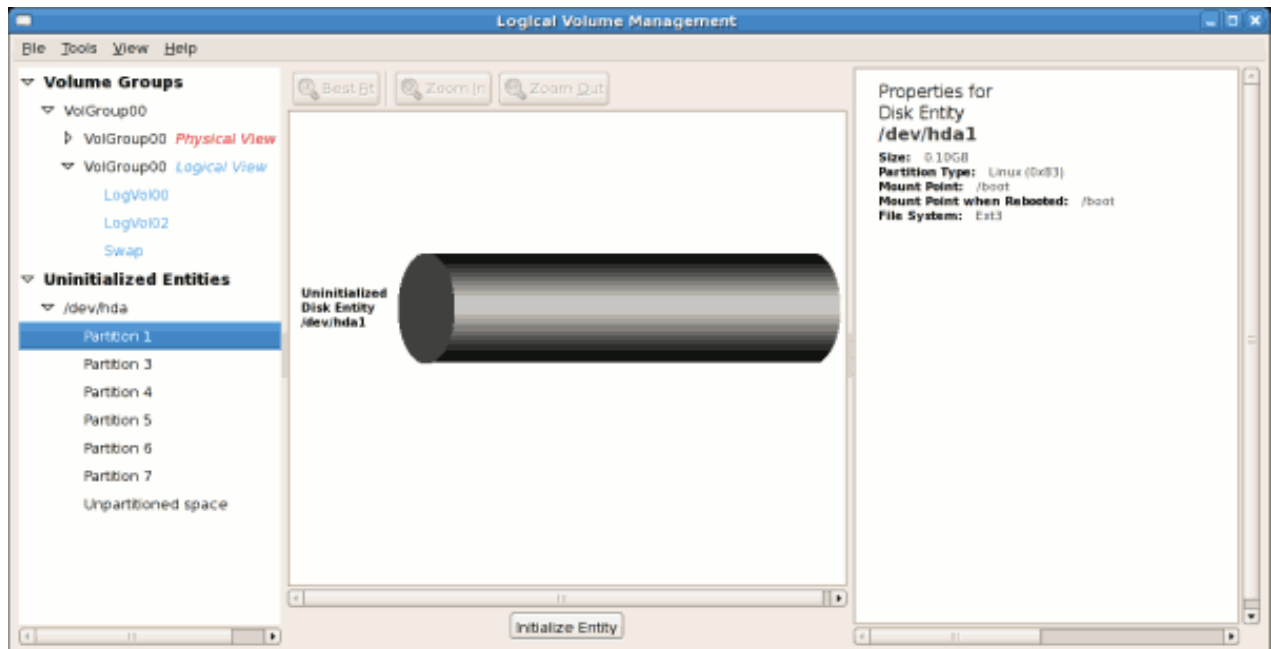 Logical Volume Management
File Tools View Help
Volume Groups
VolGroup00
VolGroup00 Physical View
VolGroup00 Logical View
LogVol00
LogVol02
Swap
Uninitialized Entities
/dev/hda
Partition 1
Partition 3
Partition 4
Partition 5
Partition 6
Partition 7
Unpartitioned space
Best Fit Zoom In Zoom Out
Uninitialized
Disk Entity
/dev/hda1
Initialize Entity
Properties for
Disk Entity
/dev/hda1
Size: 0.10GB
Partition Type: Linux (0x83)
Mount Point: /boot
Mount Point when Rebooted: /boot
File System: Ext3